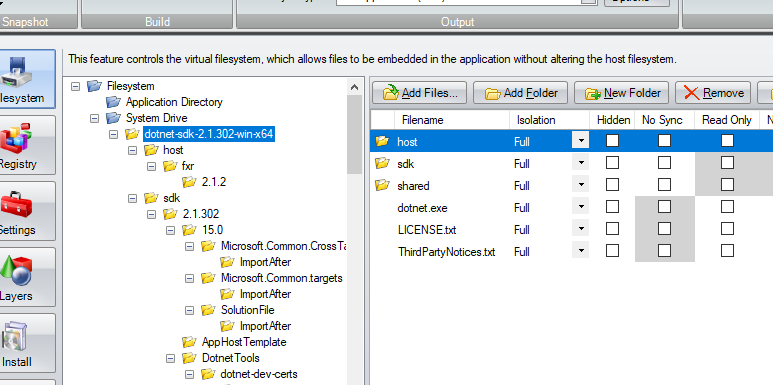 Snapshot
Build
Output
This feature controls the virtual filesystem, which allows files to be embedded in the application without altering the host filesystem.
lesystem
Registry
Settings
Layers
Install
Filesystem
Application Directory
System Drive
dotnet-sdk-2.1.302-win-x64
host
fxr
2.1.2
sdk
2.1.302
15.0
Microsoft.Common.CrossTa
ImportAfter
Microsoft.Common.targets
ImportAfter
SolutionFile
ImportAfter
AppHostTemplate
DotnetTools
dotnet-dev-certs
Add Files... Add Folder New Folder Remove
Filename Isolation Hidden No Sync Read Only N
host Full
sdk Full
shared Full
dotnet.exe Full
LICENSE.txt Full
ThirdPartyNotices.txt Full